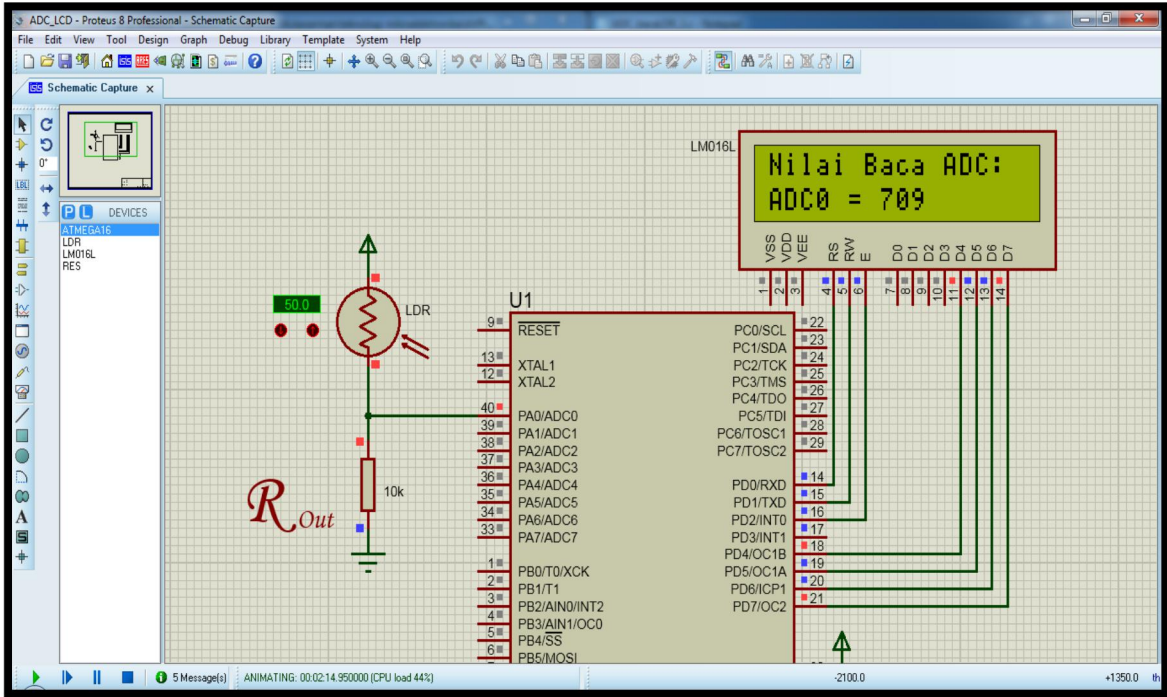 ADC_LCD - Proteus 8 Professional - Schematic Capture
File Edit View Tool Design Graph Debug Library Template System Help
Schematic Capture x
0°
P L DEVICES
ATMEGA16
LDR
LM016L
RES
LM016L
Nilai Baca ADC:
ADC0 = 709
VSS VDD VEE RS RW E D0 D1 D2 D3 D4 D5 D6 D7
1 2 3 4 5 6 7 8 9 10 11 12 13 14
50.0
LDR
10k
R Out
U1
9 RESET
13 XTAL1
12 XTAL2
40 PA0/ADC0
39 PA1/ADC1
38 PA2/ADC2
37 PA3/ADC3
36 PA4/ADC4
35 PA5/ADC5
34 PA6/ADC6
33 PA7/ADC7
1 PB0/T0/XCK
2 PB1/T1
3 PB2/AIN0/INT2
4 PB3/AIN1/OC0
5 PB4/SS
6 PB5/MOSI
PC0/SCL 22
PC1/SDA 23
PC2/TCK 24
PC3/TMS 25
PC4/TDO 26
PC5/TDI 27
PC6/TOSC1 28
PC7/TOSC2 29
PD0/RXD 14
PD1/TXD 15
PD2/INT0 16
PD3/INT1 17
PD4/OC1B 18
PD5/OC1A 19
PD6/ICP1 20
PD7/OC2 21
5 Message(s) ANIMATING: 00:02:14.950000 (CPU load 44%) -2100.0 +1350.0 th